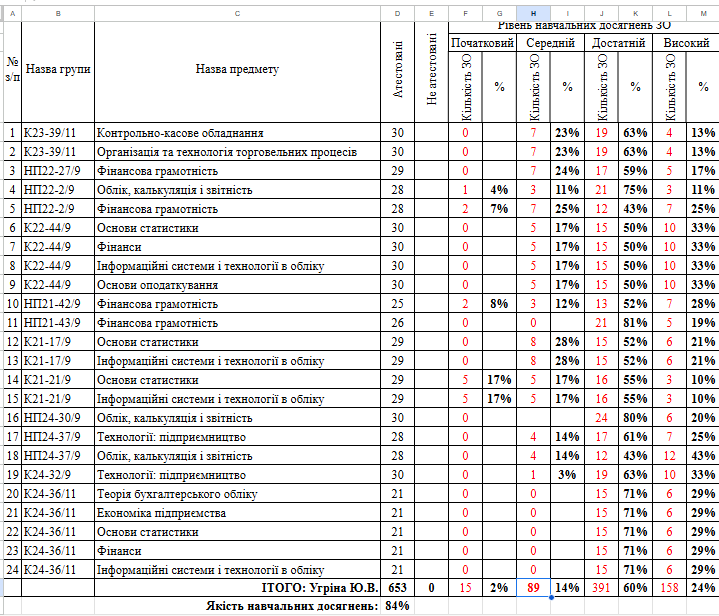 A B C D E F G H I J K L M
№ з/п Назва групи Назва предмету Атестовані Не атестовані Рівень навчальних досягнень ЗО
Початковий Середній Достатній Високий
Кількість ЗО % Кількість ЗО % Кількість ЗО % Кількість ЗО %
1 К23-39/11 Контрольно-касове обладнання 30 0 7 23% 19 63% 4 13%
2 К23-39/11 Організація та технологія торговельних процесів 30 0 7 23% 19 63% 4 13%
3 НП22-27/9 Фінансова грамотність 29 0 7 24% 17 59% 5 17%
4 НП22-2/9 Облік, калькуляція і звітність 28 1 4% 3 11% 21 75% 3 11%
5 НП22-2/9 Фінансова грамотність 28 2 7% 7 25% 12 43% 7 25%
6 К22-44/9 Основи статистики 30 0 5 17% 15 50% 10 33%
7 К22-44/9 Фінанси 30 0 5 17% 15 50% 10 33%
8 К22-44/9 Інформаційні системи і технології в обліку 30 0 5 17% 15 50% 10 33%
9 К22-44/9 Основи оподаткування 30 0 5 17% 15 50% 10 33%
10 НП21-42/9 Фінансова грамотність 25 2 8% 3 12% 13 52% 7 28%
11 НП21-43/9 Фінансова грамотність 26 0 0 21 81% 5 19%
12 К21-17/9 Основи статистики 29 0 8 28% 15 52% 6 21%
13 К21-17/9 Інформаційні системи і технології в обліку 29 0 8 28% 15 52% 6 21%
14 К21-21/9 Основи статистики 29 5 17% 5 17% 16 55% 3 10%
15 К21-21/9 Інформаційні системи і технології в обліку 29 5 17% 5 17% 16 55% 3 10%
16 НП24-30/9 Облік, калькуляція і звітність 30 0 24 80% 6 20%
17 НП24-37/9 Технології: підприємництво 28 0 4 14% 17 61% 7 25%
18 НП24-37/9 Облік, калькуляція і звітність 28 0 4 14% 12 43% 12 43%
19 К24-32/9 Технології: підприємництво 30 0 1 3% 19 63% 10 33%
20 К24-36/11 Теорія бухгалтерського обліку 21 0 0 15 71% 6 29%
21 К24-36/11 Економіка підприємства 21 0 0 15 71% 6 29%
22 К24-36/11 Основи статистики 21 0 0 15 71% 6 29%
23 К24-36/11 Фінанси 21 0 0 15 71% 6 29%
24 К24-36/11 Інформаційні системи і технології в обліку 21 0 0 15 71% 6 29%
ІТОГО: Угріна Ю.В. 653 0 15 2% 89 14% 391 60% 158 24%
Якість навчальних досягнень: 84%